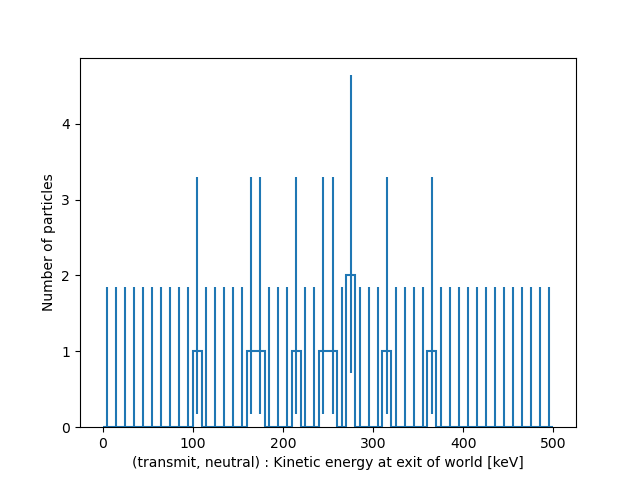 Number of particles
4
3
2
1
0
0 100 200 300 400 500
(transmit, neutral) : Kinetic energy at exit of world [keV]